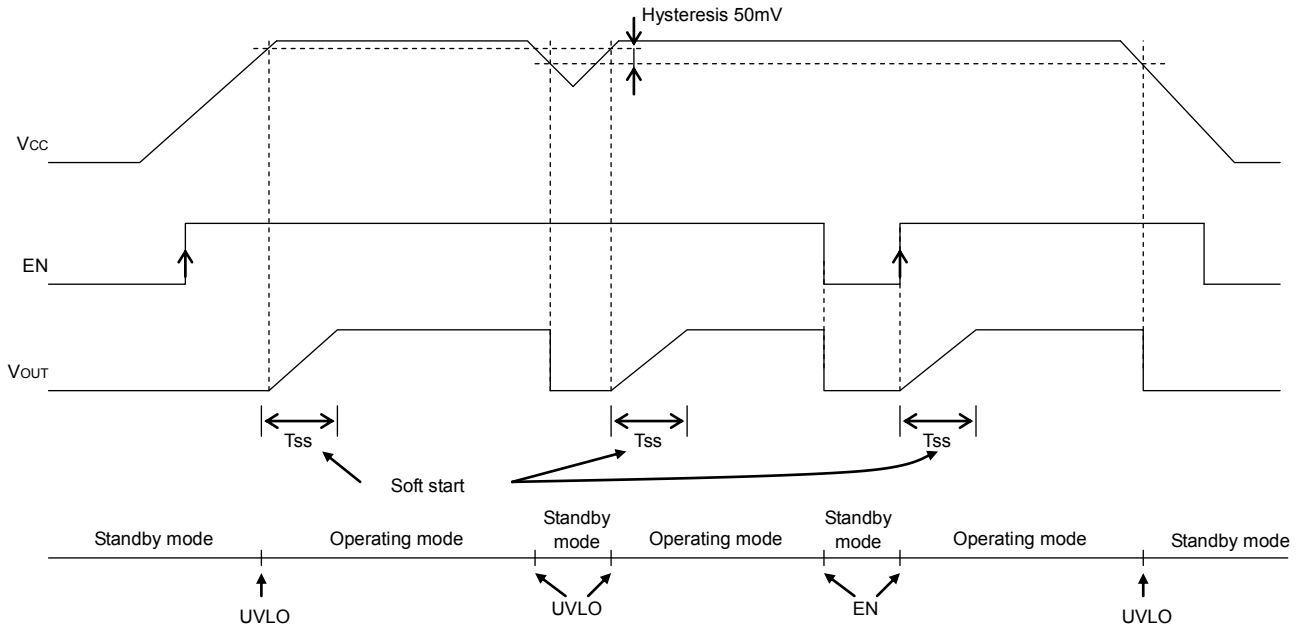 Hysteresis 50mV
VCC
EN
VOUT
Tss
Tss
Tss
Soft start
Standby mode
Operating mode
Standby
mode
Operating mode
Standby
mode
Operating mode
Standby mode
UVLO
UVLO
EN
UVLO